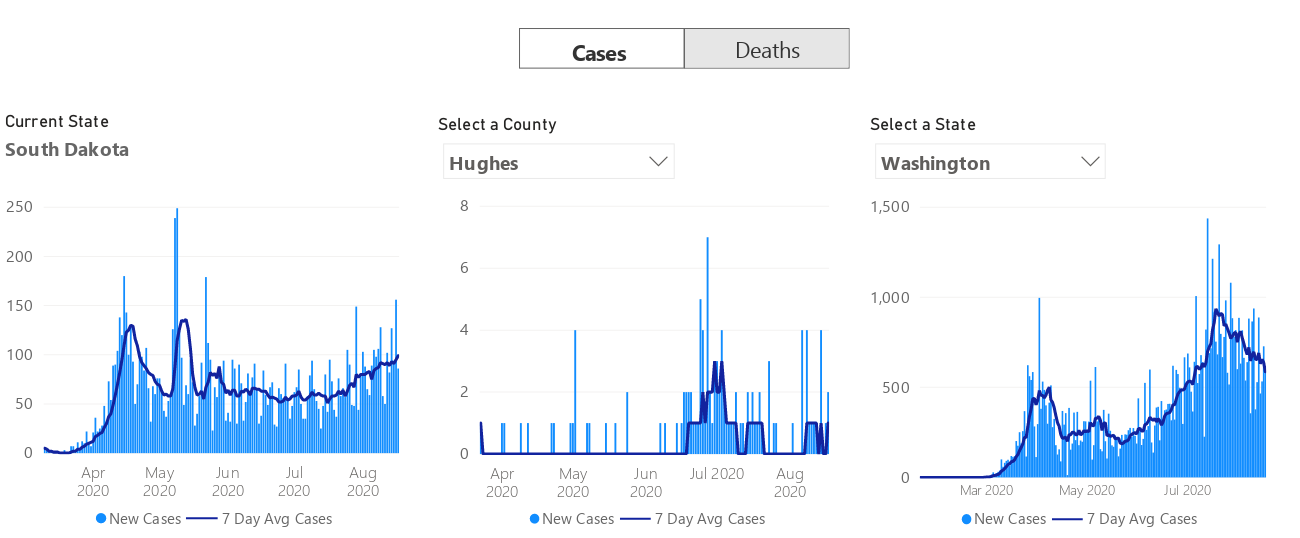 Cases
Deaths
Current State
South Dakota
Select a County
Hughes
Select a State
Washington
250
200
150
100
50
0
Apr 2020
May 2020
Jun 2020
Jul 2020
Aug 2020
New Cases
7 Day Avg Cases
8
6
4
2
0
Apr 2020
May 2020
Jun 2020
Jul 2020
Aug 2020
New Cases
7 Day Avg Cases
1,500
1,000
500
0
Mar 2020
May 2020
Jul 2020
New Cases
7 Day Avg Cases